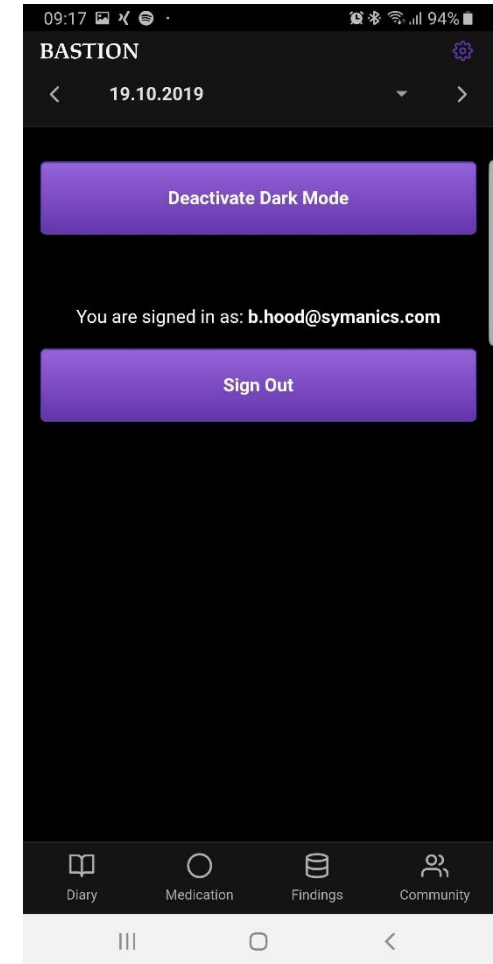 09:17 94%
BASTION
19.10.2019
Deactivate Dark Mode
You are signed in as: b.hood@symanics.com
Sign Out
Diary Medication Findings Community